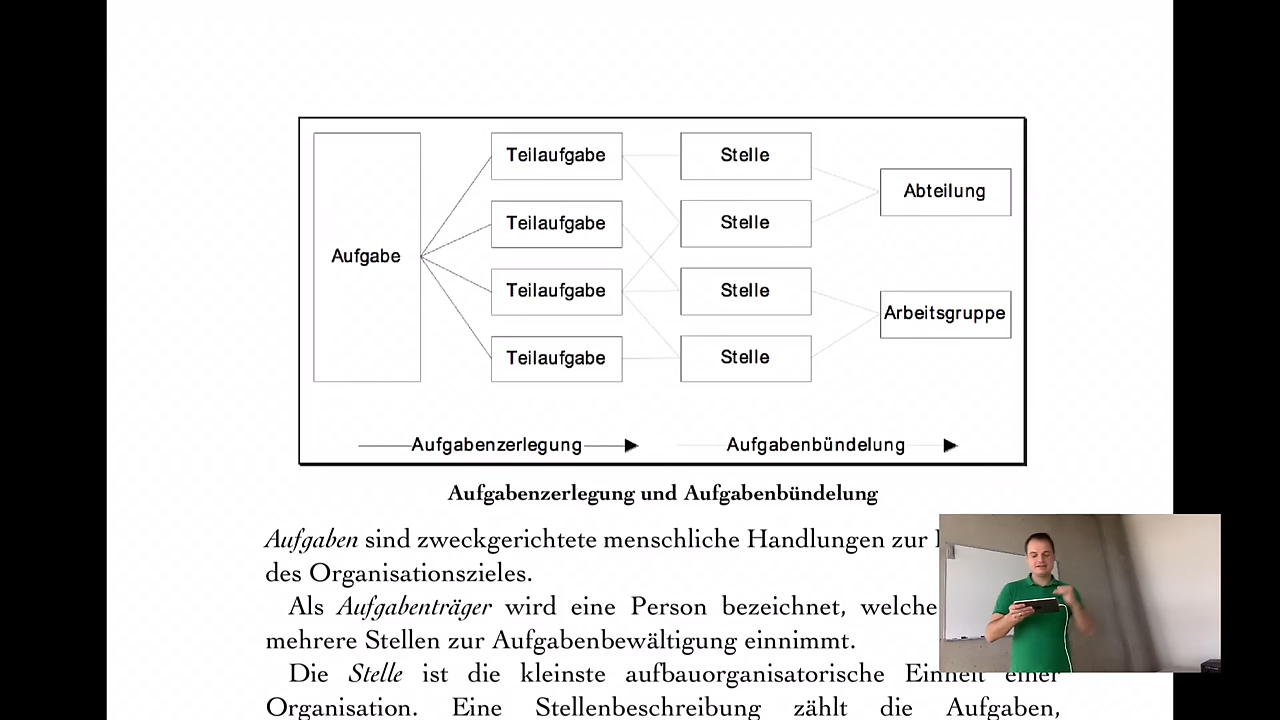 Teilaufgabe Stelle
Abteilung
Teilaufgabe Stelle
Aufgabe
Teilaufgabe Stelle
Arbeitsgruppe
Teilaufgabe Stelle
Aufgabenzerlegung Aufgabenbündelung
Aufgabenzerlegung und Aufgabenbündelung
Aufgaben sind zweckgerichtete menschliche Handlungen zur
des Organisationszieles.
Als Aufgabenträger wird eine Person bezeichnet, welche
mehrere Stellen zur Aufgabenbewältigung einnimmt.
Die Stelle ist die kleinste aufbauorganisatorische Einheit einer
Organisation. Eine Stellenbeschreibung zählt die Aufgaben,